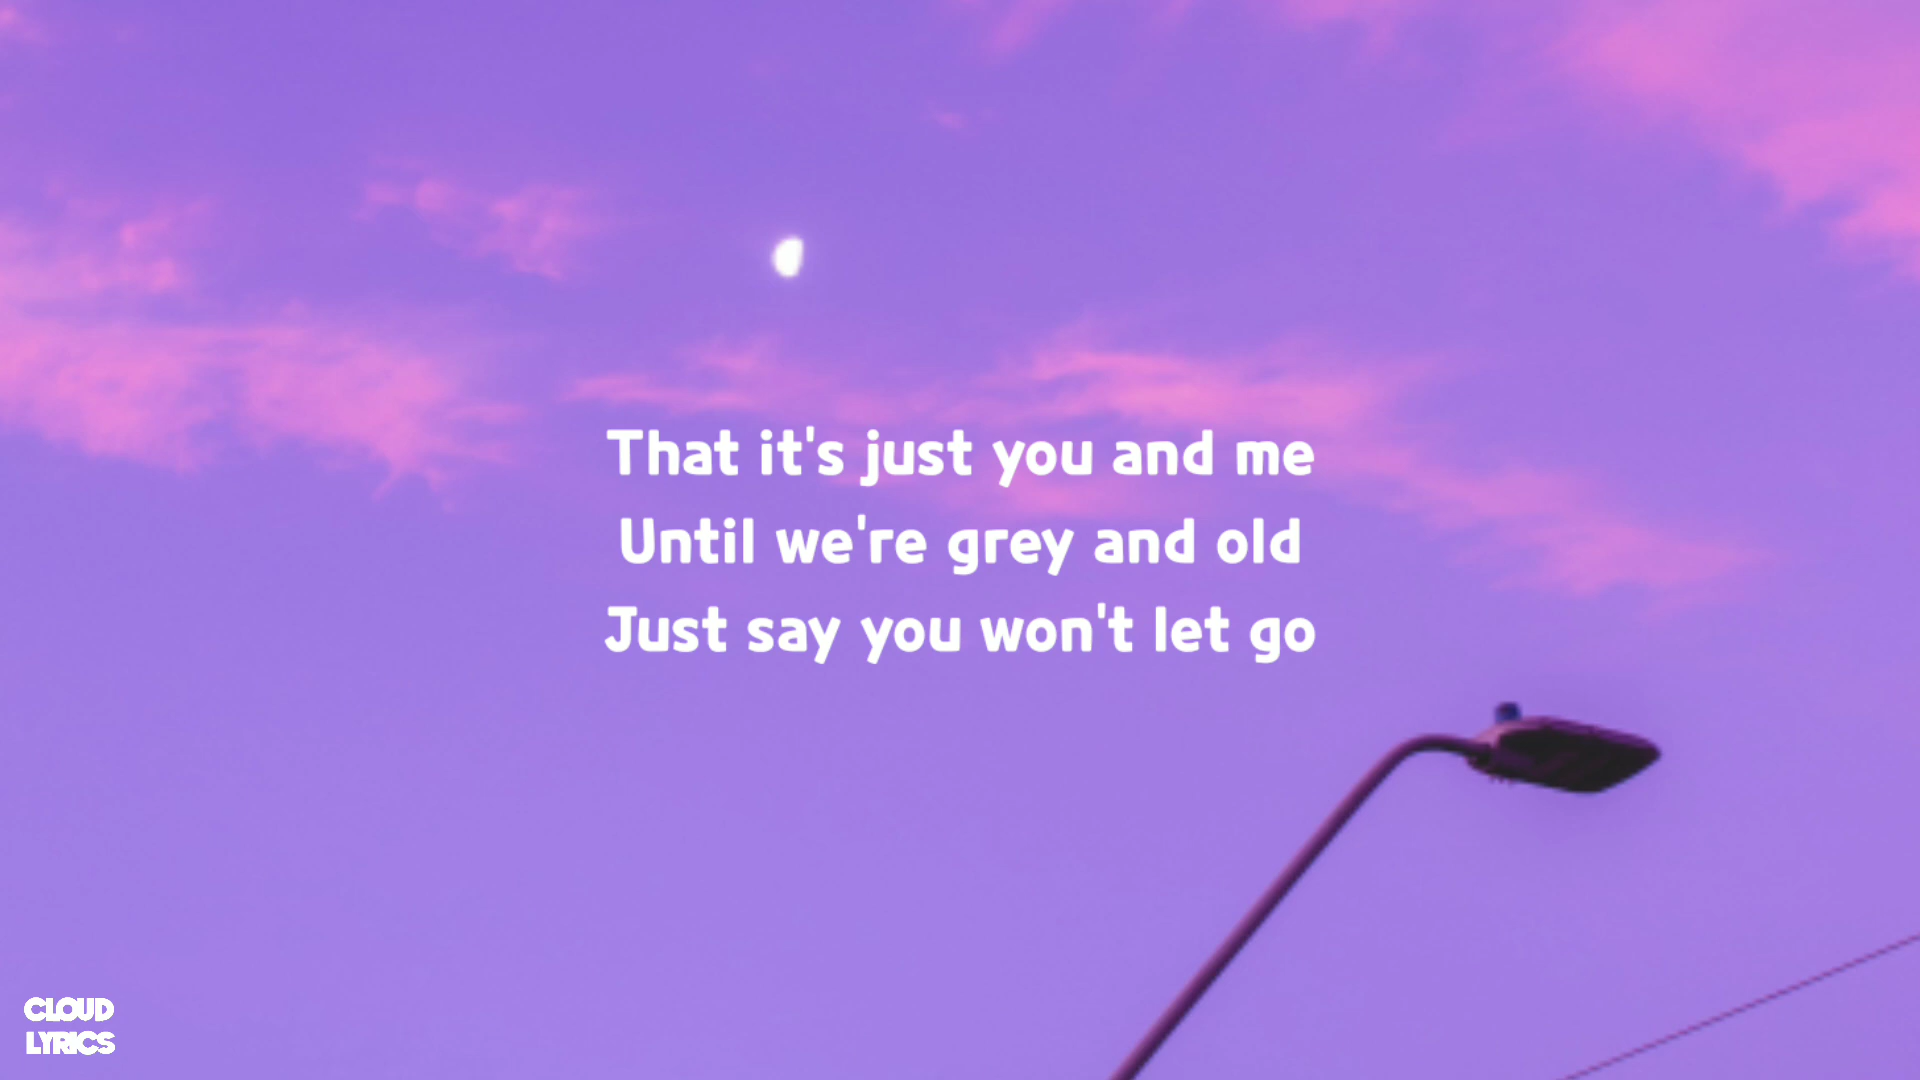 That it's just you and me
Until we're grey and old
Just say you won't let go
CLOUD
LYRICS